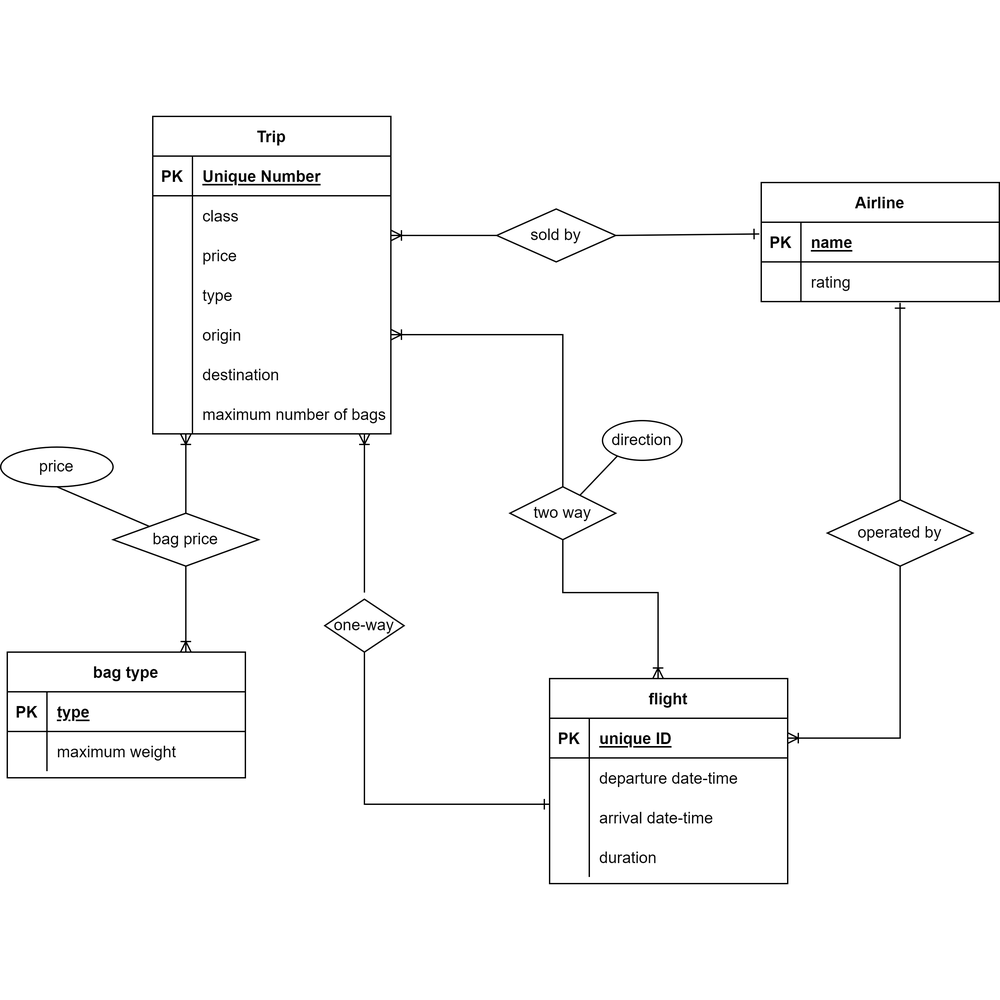 Trip
PK Unique Number
class
price
type
origin
destination
maximum number of bags
sold by
Airline
PK name
rating
direction
price
two way
operated by
bag price
one-way
bag type
PK type
maximum weight
flight
PK unique ID
departure date-time
arrival date-time
duration